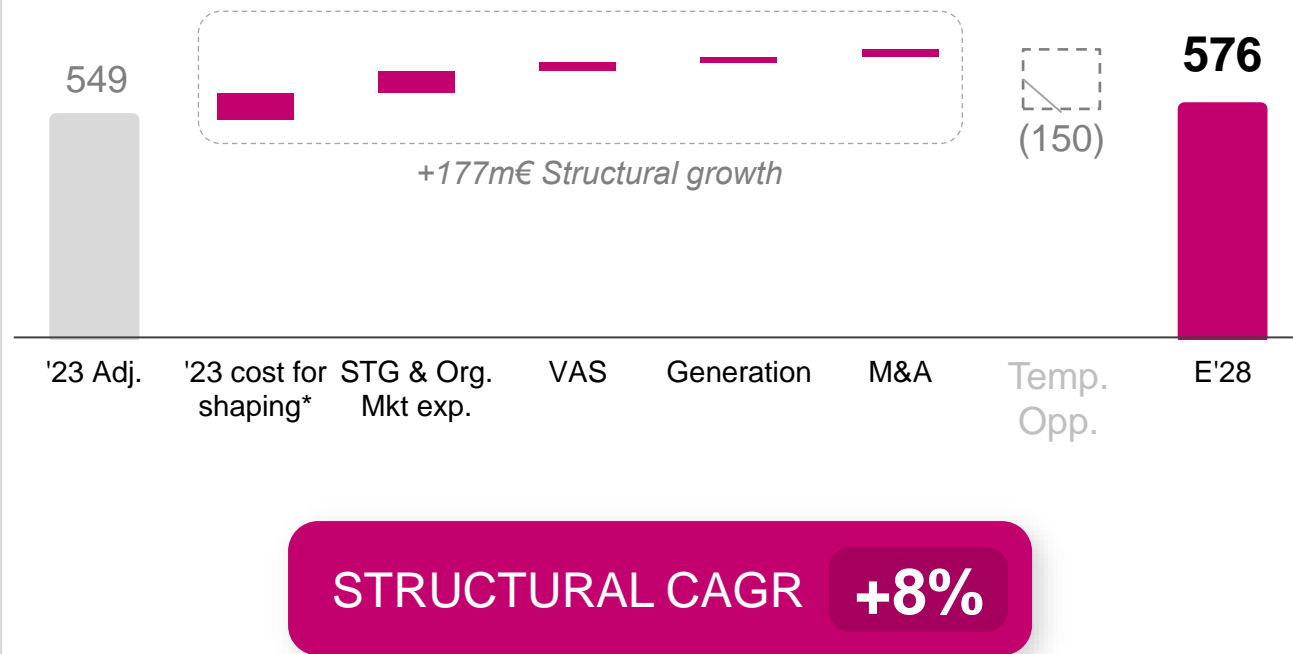 549
576
(150)
+177m€ Structural growth
'23 Adj.
'23 cost for
shaping*
STG & Org.
Mkt exp.
VAS
Generation
M&A
Temp.
Opp.
E'28
STRUCTURAL CAGR +8%